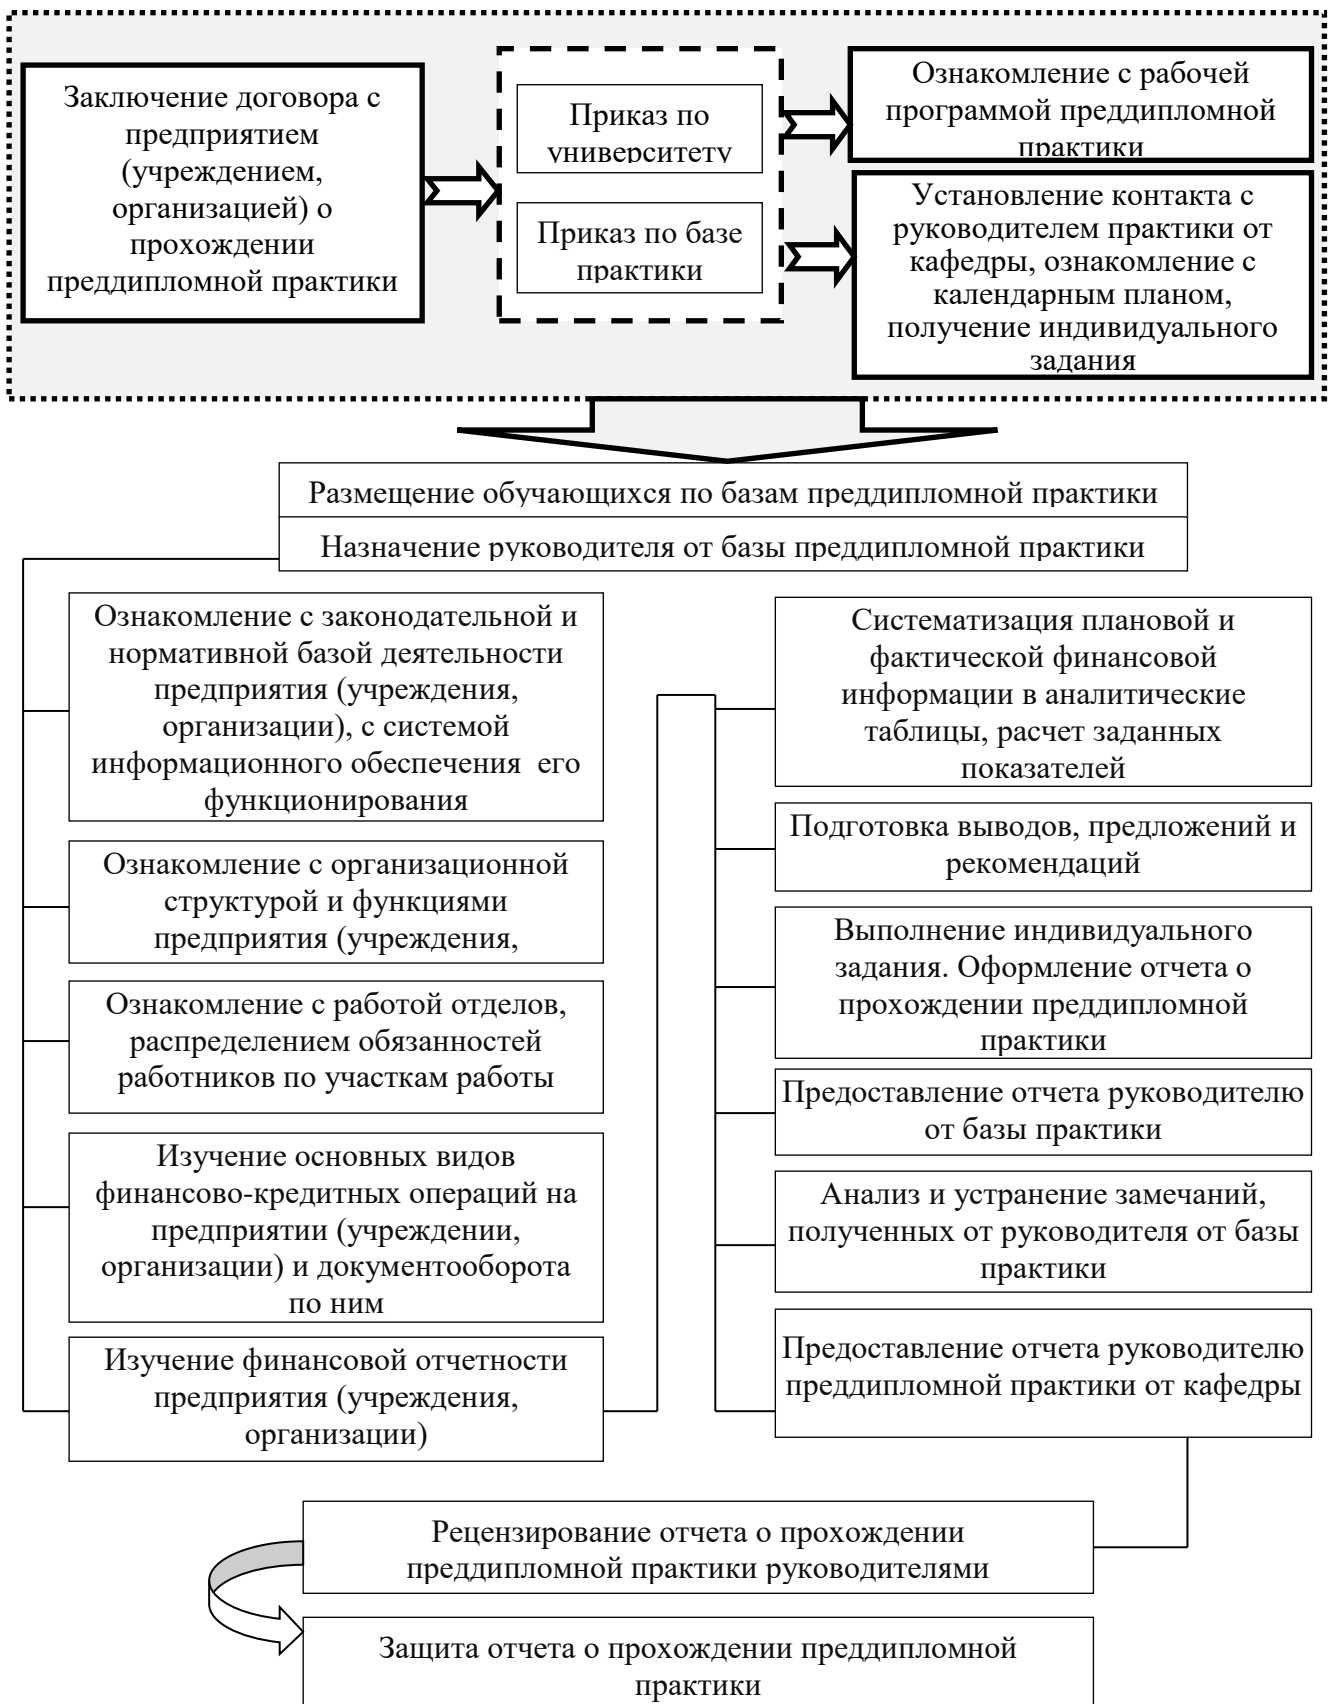 Заключение договора с
предприятием
(учреждением,
организацией) о
прохождении
преддипломной практики
Приказ по
университету
Приказ по базе
практики
Ознакомление с рабочей
программой преддипломной
практики
Установление контакта с
руководителем практики от
кафедры, ознакомление с
календарным планом,
получение индивидуального
задания
Размещение обучающихся по базам преддипломной практики
Назначение руководителя от базы преддипломной практики
Ознакомление с законодательной и
нормативной базой деятельности
предприятия (учреждения,
организации), с системой
информационного обеспечения его
функционирования
Ознакомление с организационной
структурой и функциями
предприятия (учреждения,
Ознакомление с работой отделов,
распределением обязанностей
работников по участкам работы
Изучение основных видов
финансово-кредитных операций на
предприятии (учреждении,
организации) и документооборота
по ним
Изучение финансовой отчетности
предприятия (учреждения,
организации)
Систематизация плановой и
фактической финансовой
информации в аналитические
таблицы, расчет заданных
показателей
Подготовка выводов, предложений и
рекомендаций
Выполнение индивидуального
задания. Оформление отчета о
прохождении преддипломной
практики
Предоставление отчета руководителю
от базы практики
Анализ и устранение замечаний,
полученных от руководителя от базы
практики
Предоставление отчета руководителю
преддипломной практики от кафедры
Рецензирование отчета о прохождении
преддипломной практики руководителями
Защита отчета о прохождении преддипломной
практики